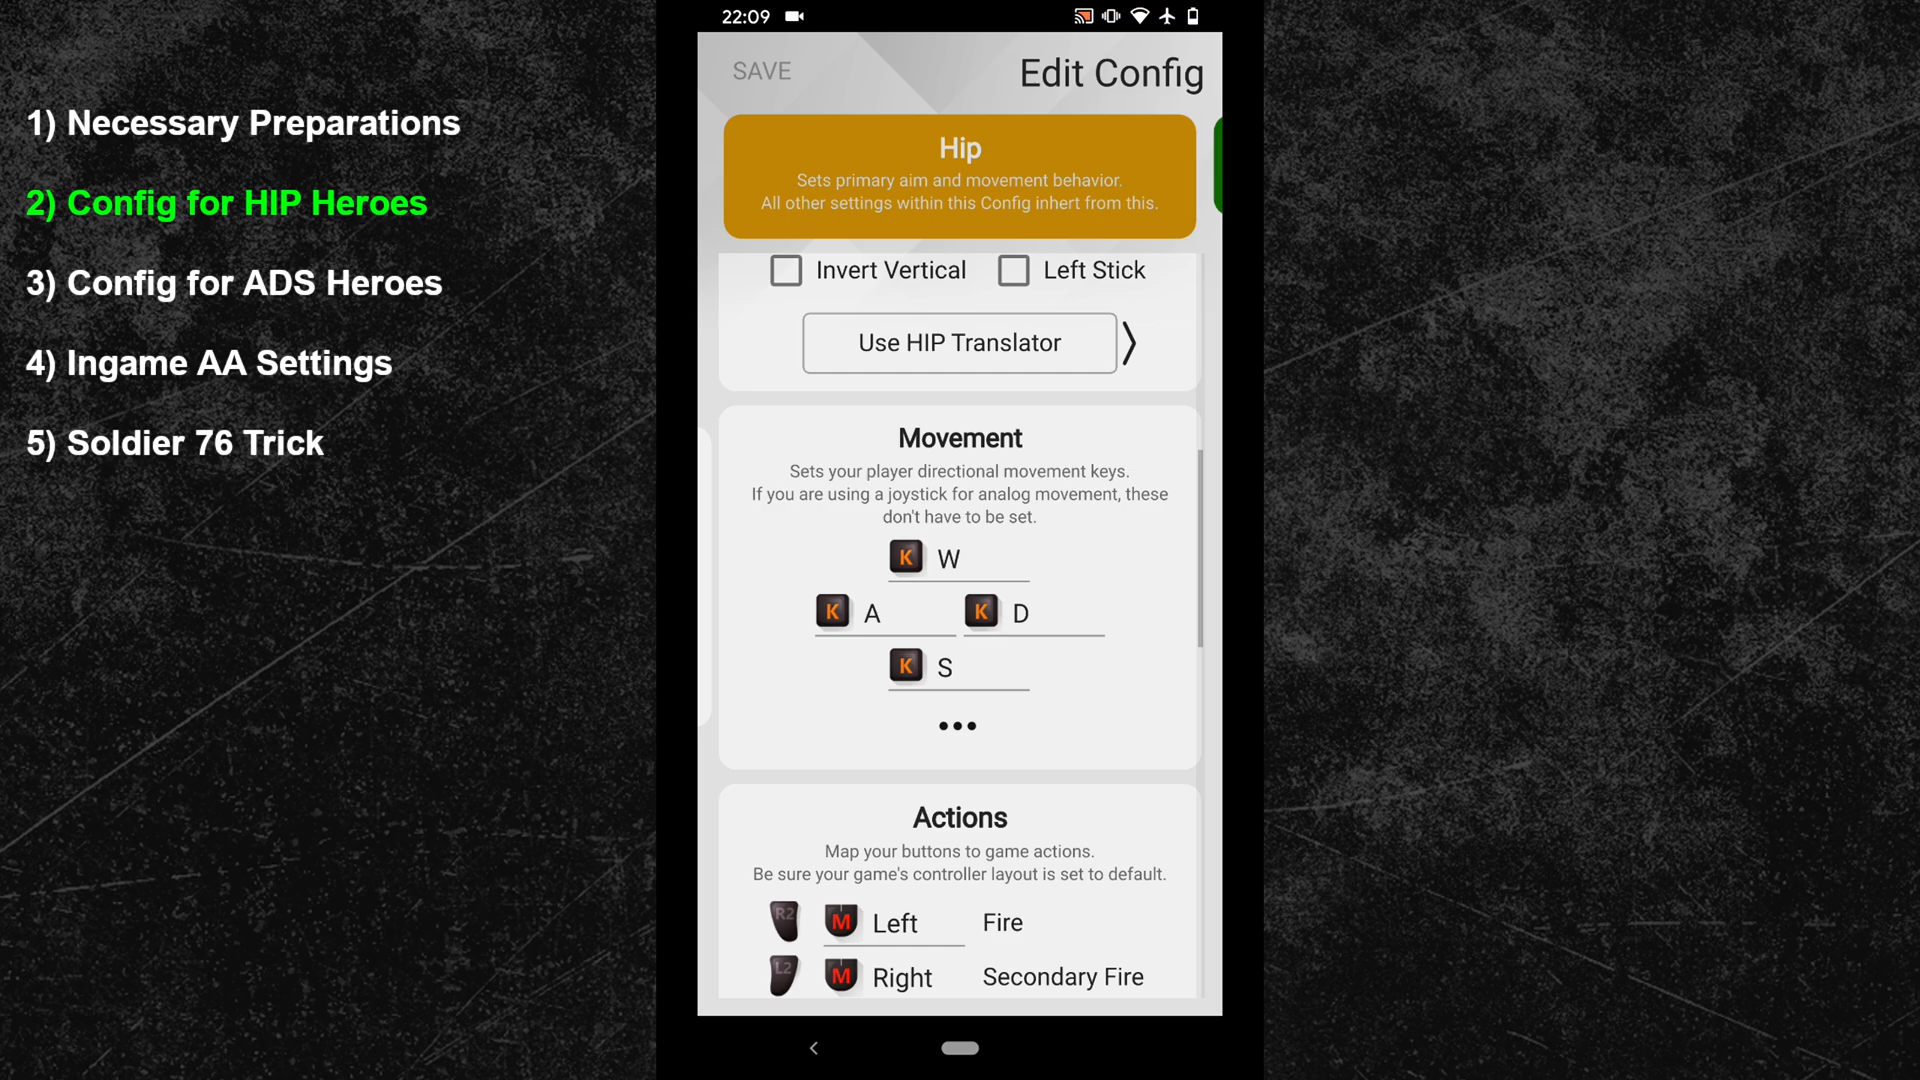 1) Necessary Preparations
2) Config for HIP Heroes
3) Config for ADS Heroes
4) Ingame AA Settings
5) Soldier 76 Trick
22:09
SAVE
Edit Config
Hip
Sets primary aim and movement behavior.
All other settings within this Config inhert from this.
Invert Vertical
Left Stick
Use HIP Translator
Movement
Sets your player directional movement keys.
If you are using a joystick for analog movement, these
don't have to be set.
K W
K A
K D
K S
Actions
Map your buttons to game actions.
Be sure your game's controller layout is set to default.
R2 M Left Fire
L2 M Right Secondary Fire